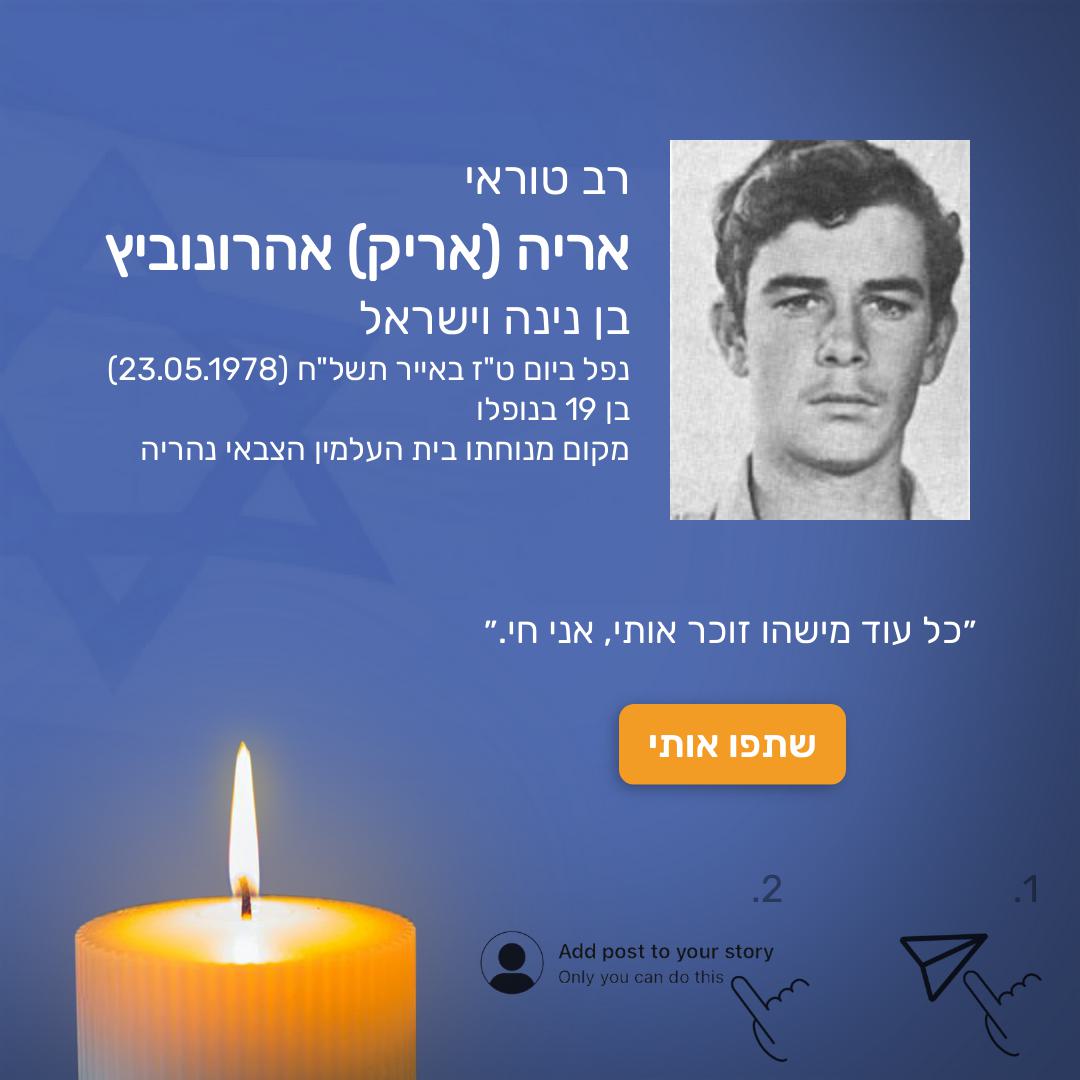 רב טוראי
אריה (אריק) אהרונוביץ
בן נינה וישראל
נפל ביום ט"ז באייר תשל"ח (23.05.1978)
בן 19 בנופלו
מקום מנוחתו בית העלמין הצבאי נהריה
״כל עוד מישהו זוכר אותי, אני חי.״
שתפו אותי
.1
.2
Add post to your story
Only you can do this